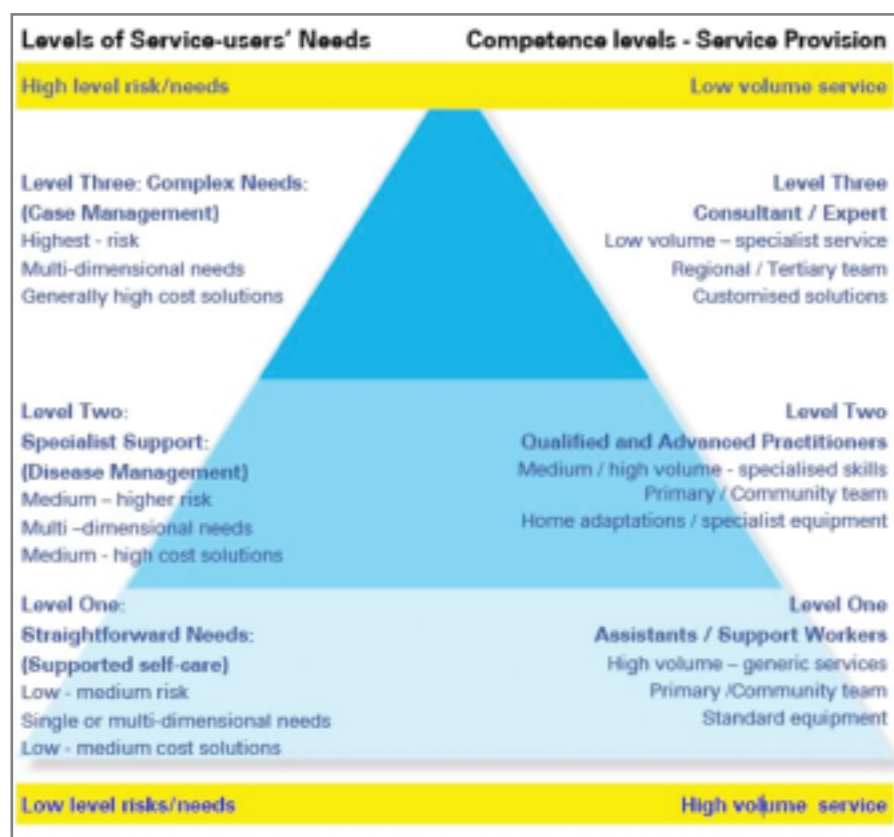 Levels of Service-users' Needs
Competence levels - Service Provision
High level risk/needs
Low volume service
Level Three: Complex Needs:
(Case Management)
Highest - risk
Multi-dimensional needs
Generally high cost solutions
Level Three
Consultant / Expert
Low volume – specialist service
Regional / Tertiary team
Customised solutions
Level Two:
Specialist Support:
(Disease Management)
Medium – higher risk
Multi –dimensional needs
Medium - high cost solutions
Level Two
Qualified and Advanced Practitioners
Medium / high volume - specialised skills
Primary / Community team
Home adaptations / specialist equipment
Level One:
Straightforward Needs:
(Supported self-care)
Low - medium risk
Single or multi-dimensional needs
Low - medium cost solutions
Level One
Assistants / Support Workers
High volume – generic services
Primary /Community team
Standard equipment
Low level risks/needs
High volume service